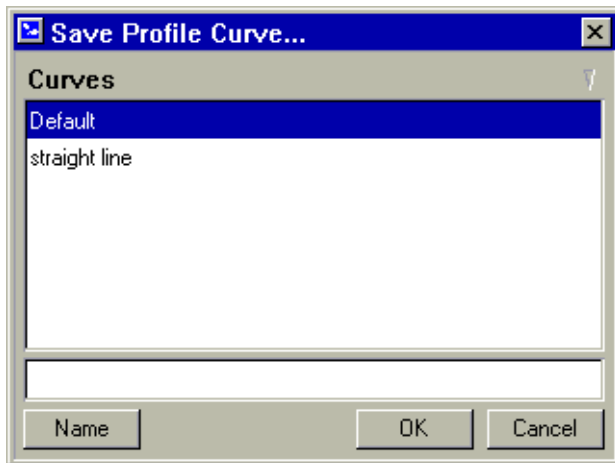 Save Profile Curve...
Curves
Default
straight line
Name OK Cancel